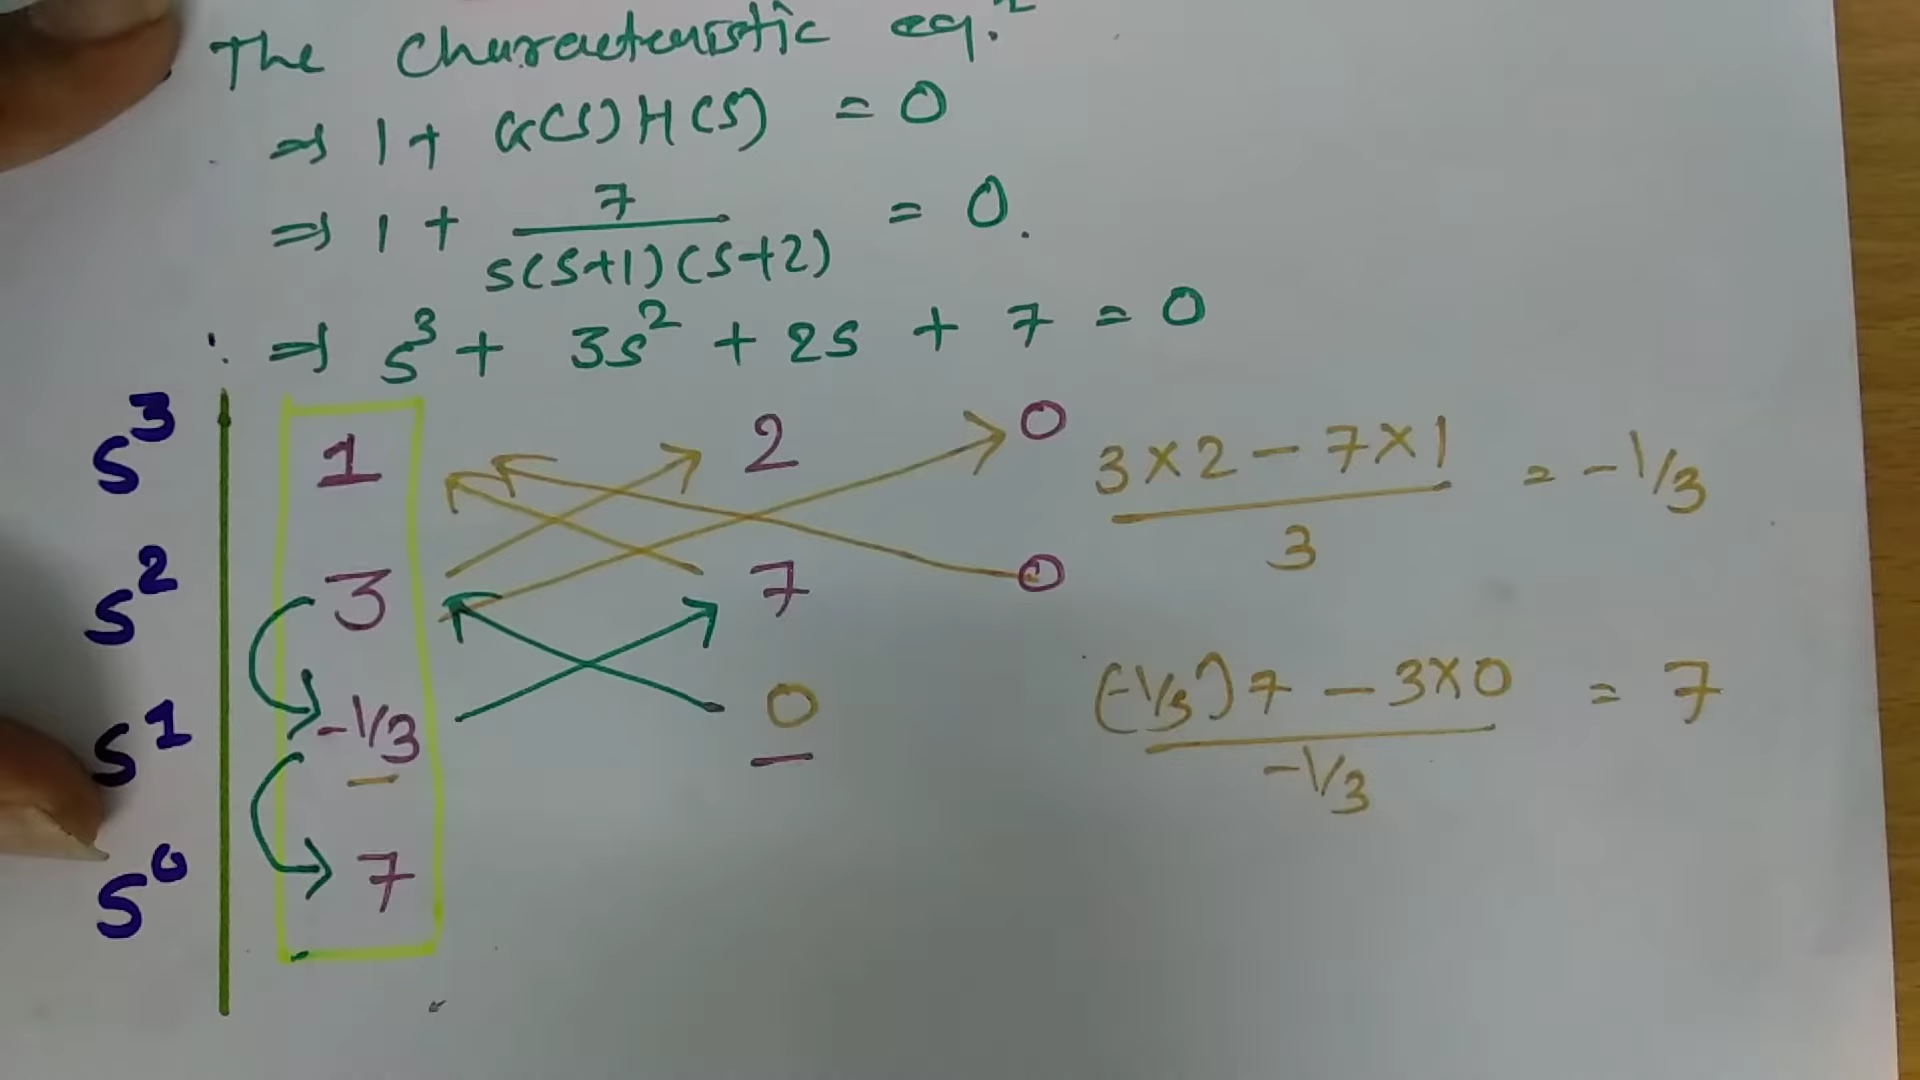 The characteristic eq.n
⇒ 1 + G(s)H(s) = 0
⇒ 1 + 7/s(s+1)(s+2) = 0.
∴ ⇒ s³ + 3s² + 2s + 7 = 0
s³ 1 2 0 3×2-7×1/3 = -1/3
s² 3 7 0
s¹ -1/3 0 (-1/3)7-3×0/-1/3 = 7
s⁰ 7